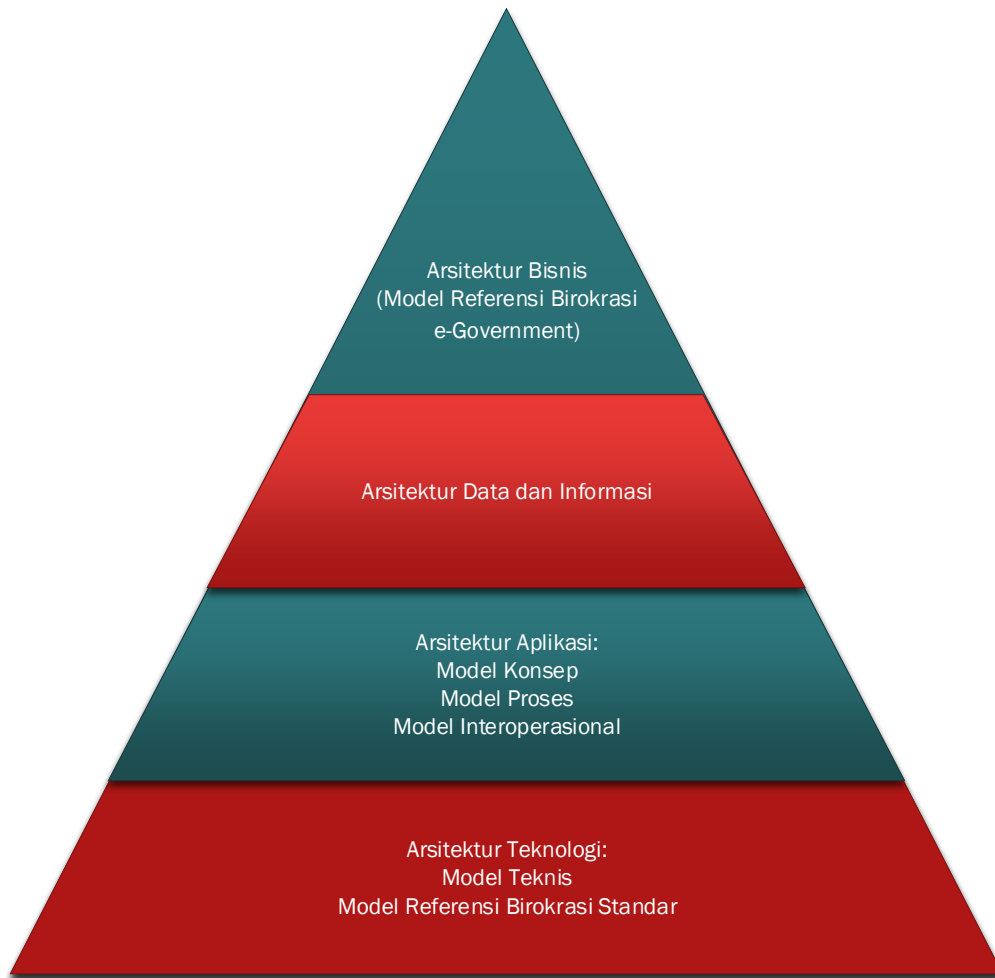 Arsitektur Bisnis
(Model Referensi Birokrasi
e-Government)
Arsitektur Data dan Informasi
Arsitektur Aplikasi:
Model Konsep
Model Proses
Model Interoperasional
Arsitektur Teknologi:
Model Teknis
Model Referensi Birokrasi Standar